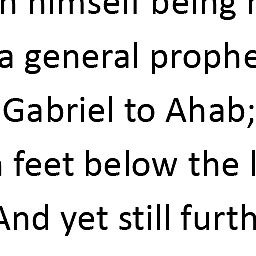 himself being
a general prophe
Gabriel to Ahab;
feet below the
And yet still furth